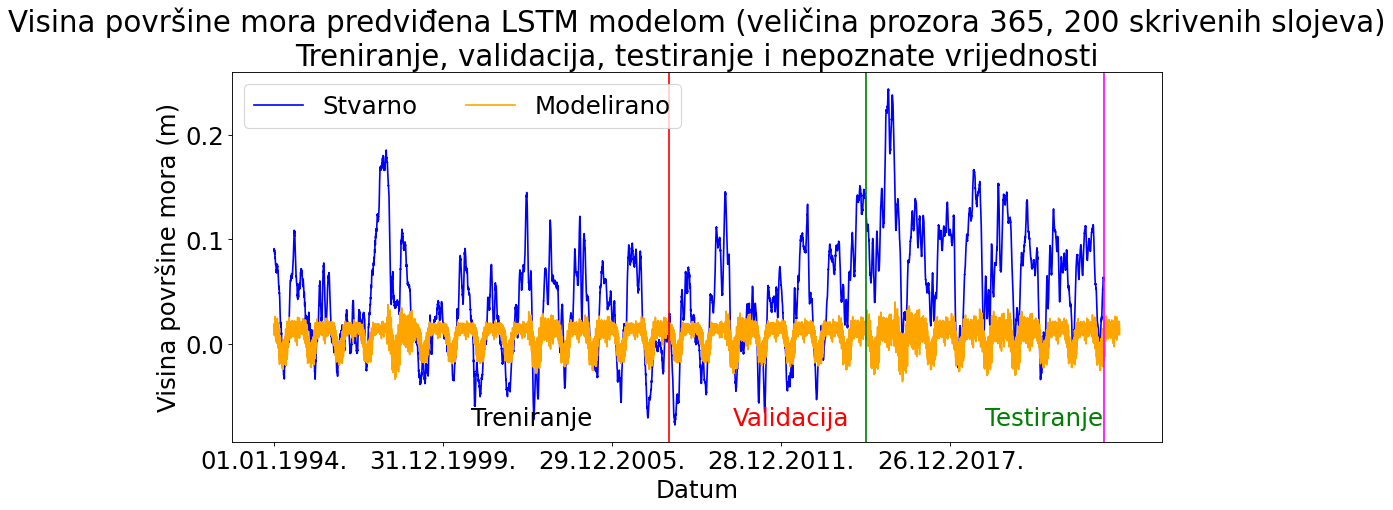 Visina površine mora predviđena LSTM modelom (veličina prozora 365, 200 skrivenih slojeva)
Treniranje, validacija, testiranje i nepoznate vrijednosti
Stvarno Modelirano
Visina površine mora (m)
0.2
0.1
0.0
Treniranje Validacija Testiranje
01.01.1994. 31.12.1999. 29.12.2005. 28.12.2011. 26.12.2017.
Datum